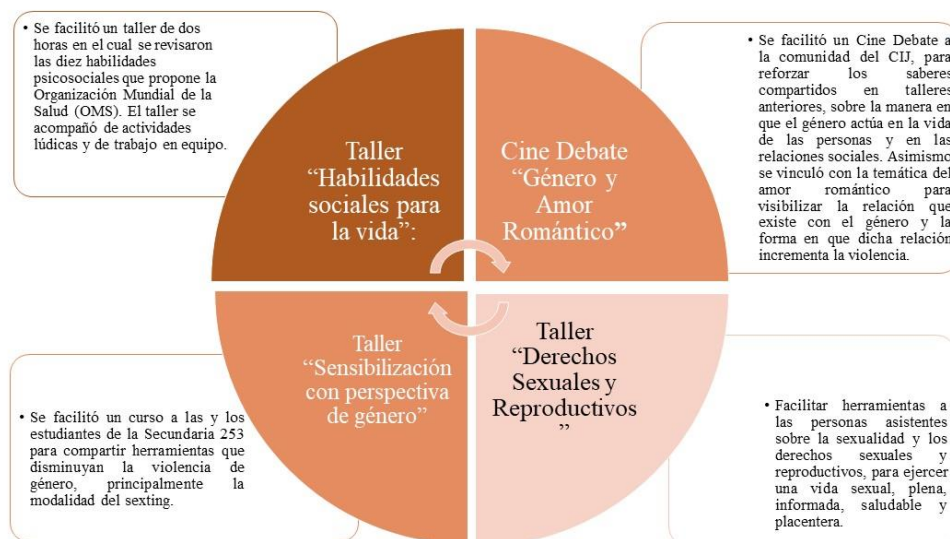 • Se facilitó un taller de dos
horas en el cual se revisaron
las diez habilidades
psicosociales que propone la
Organización Mundial de la
Salud (OMS). El taller se
acompañó de actividades
lúdicas y de trabajo en equipo.
Taller
“Habilidades
sociales para
la vida”:
Cine Debate
“Género y
Amor
Romántico”
• Se facilitó un Cine Debate a
la comunidad del CIJ, para
reforzar los saberes
compartidos en talleres
anteriores, sobre la manera en
que el género actúa en la vida
de las personas y en las
relaciones sociales. Asimismo
se vinculó con la temática del
amor romántico para
visibilizar la relación que
existe con el género y la
forma en que dicha relación
incrementa la violencia.
• Se facilitó un curso a las y los
estudiantes de la Secundaria 253
para compartir herramientas que
disminuyan la violencia de
género, principalmente la
modalidad del sexting.
Taller
“Sensibilización
con perspectiva
de género”
Taller
“Derechos
Sexuales y
Reproductivos
”
• Facilitar herramientas a
las personas asistentes
sobre la sexualidad y los
derechos sexuales y
reproductivos, para ejercer
una vida sexual, plena,
informada, saludable y
placentera.